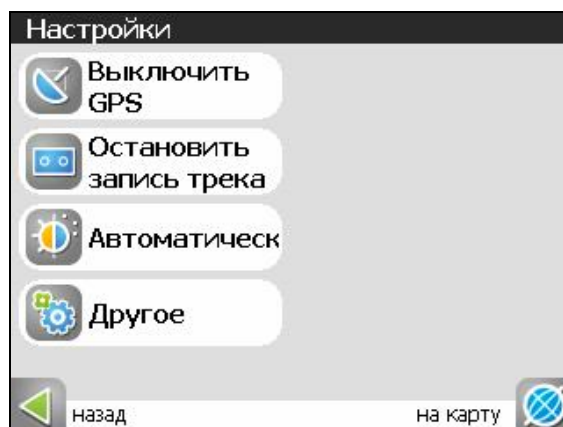 Настройки
Выключить
GPS
Остановить
запись трека
Автоматическ
Другое
назад
на карту